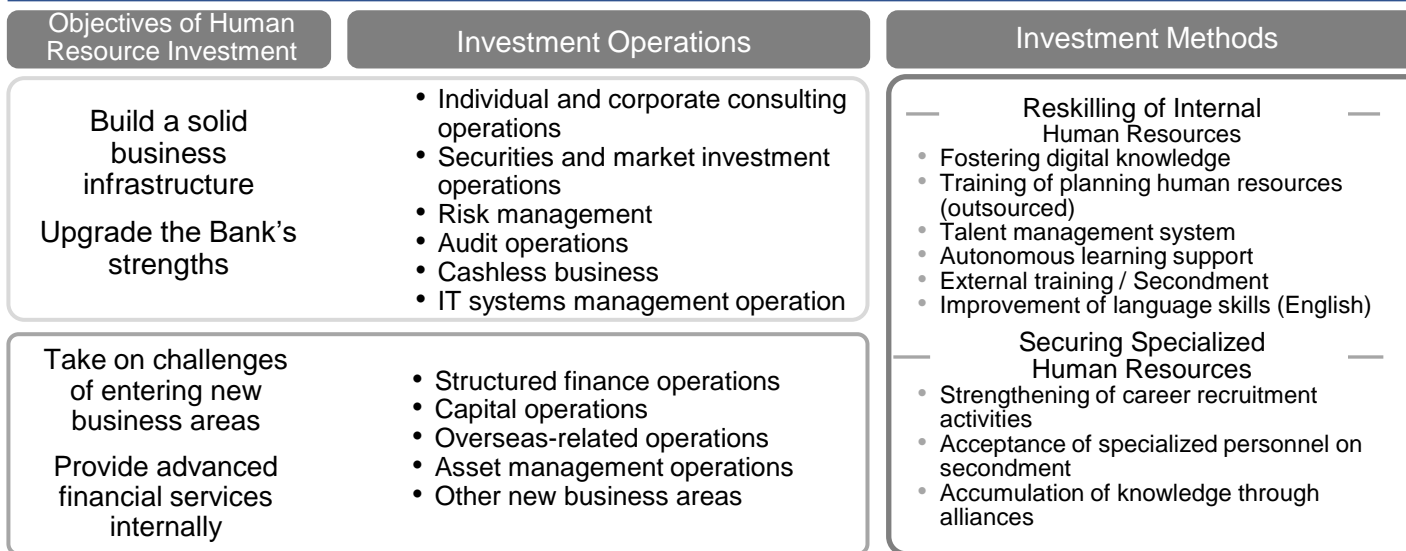 Objectives of Human
Resource Investment
Investment Operations
Investment Methods
Build a solid
business
infrastructure
Upgrade the Bank's
strengths
• Individual and corporate consulting
operations
• Securities and market investment
operations
• Risk management
• Audit operations
• Cashless business
• IT systems management operation
Take on challenges
of entering new
business areas
Provide advanced
financial services
internally
• Structured finance operations
• Capital operations
• Overseas-related operations
• Asset management operations
• Other new business areas
Reskilling of Internal
Human Resources
• Fostering digital knowledge
• Training of planning human resources
(outsourced)
• Talent management system
• Autonomous learning support
• External training / Secondment
• Improvement of language skills (English)
Securing Specialized
Human Resources
• Strengthening of career recruitment
activities
• Acceptance of specialized personnel on
secondment
• Accumulation of knowledge through
alliances